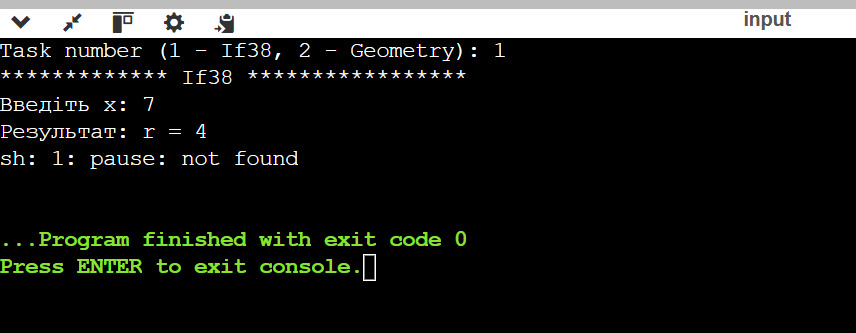 input
Task number (1 - If38, 2 - Geometry): 1
************* If38 *****************
Введіть x: 7
Результат: r = 4
sh: 1: pause: not found
...Program finished with exit code 0
Press ENTER to exit console.